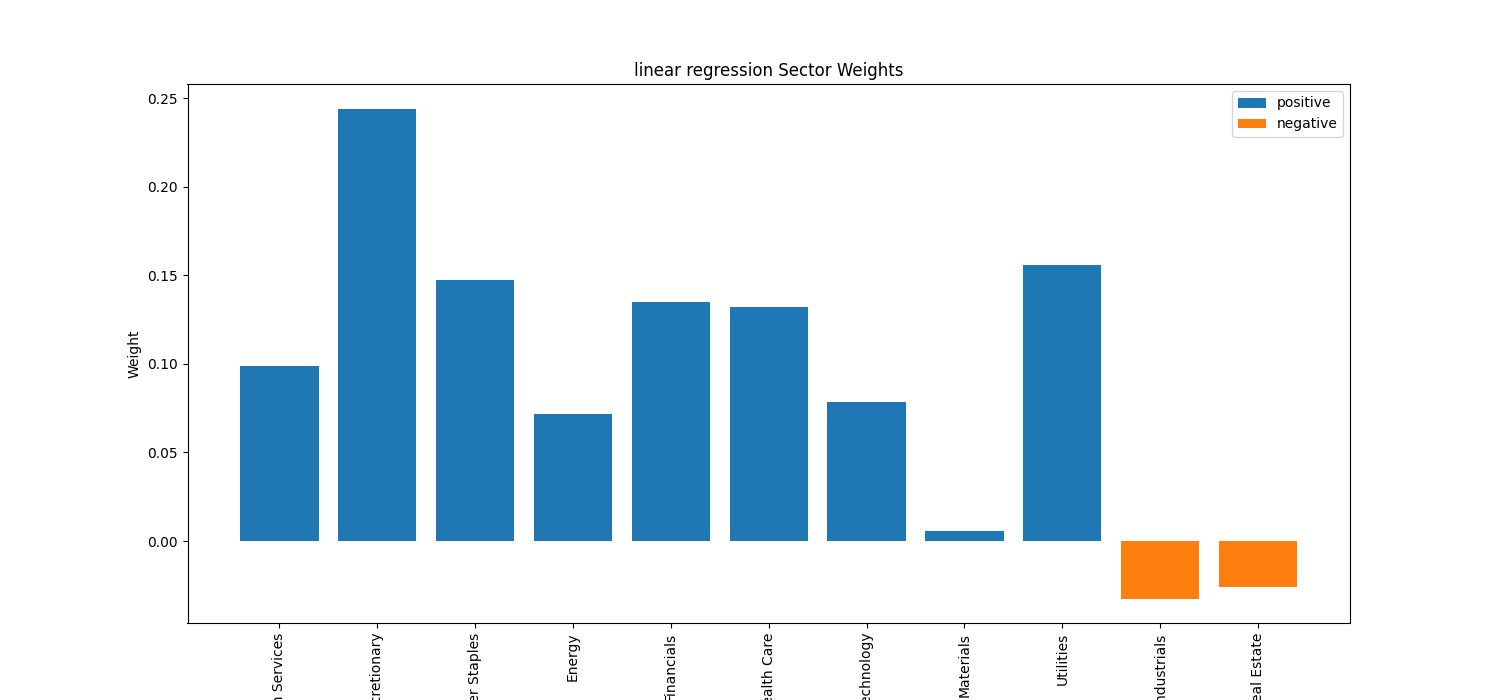 linear regression Sector Weights
positive
negative
0.25
0.20
0.15
0.10
0.05
0.00
Weight
Services
cretionary
er Staples
Energy
Financials
ealth Care
echnology
Materials
Utilities
ndustrials
eal Estate